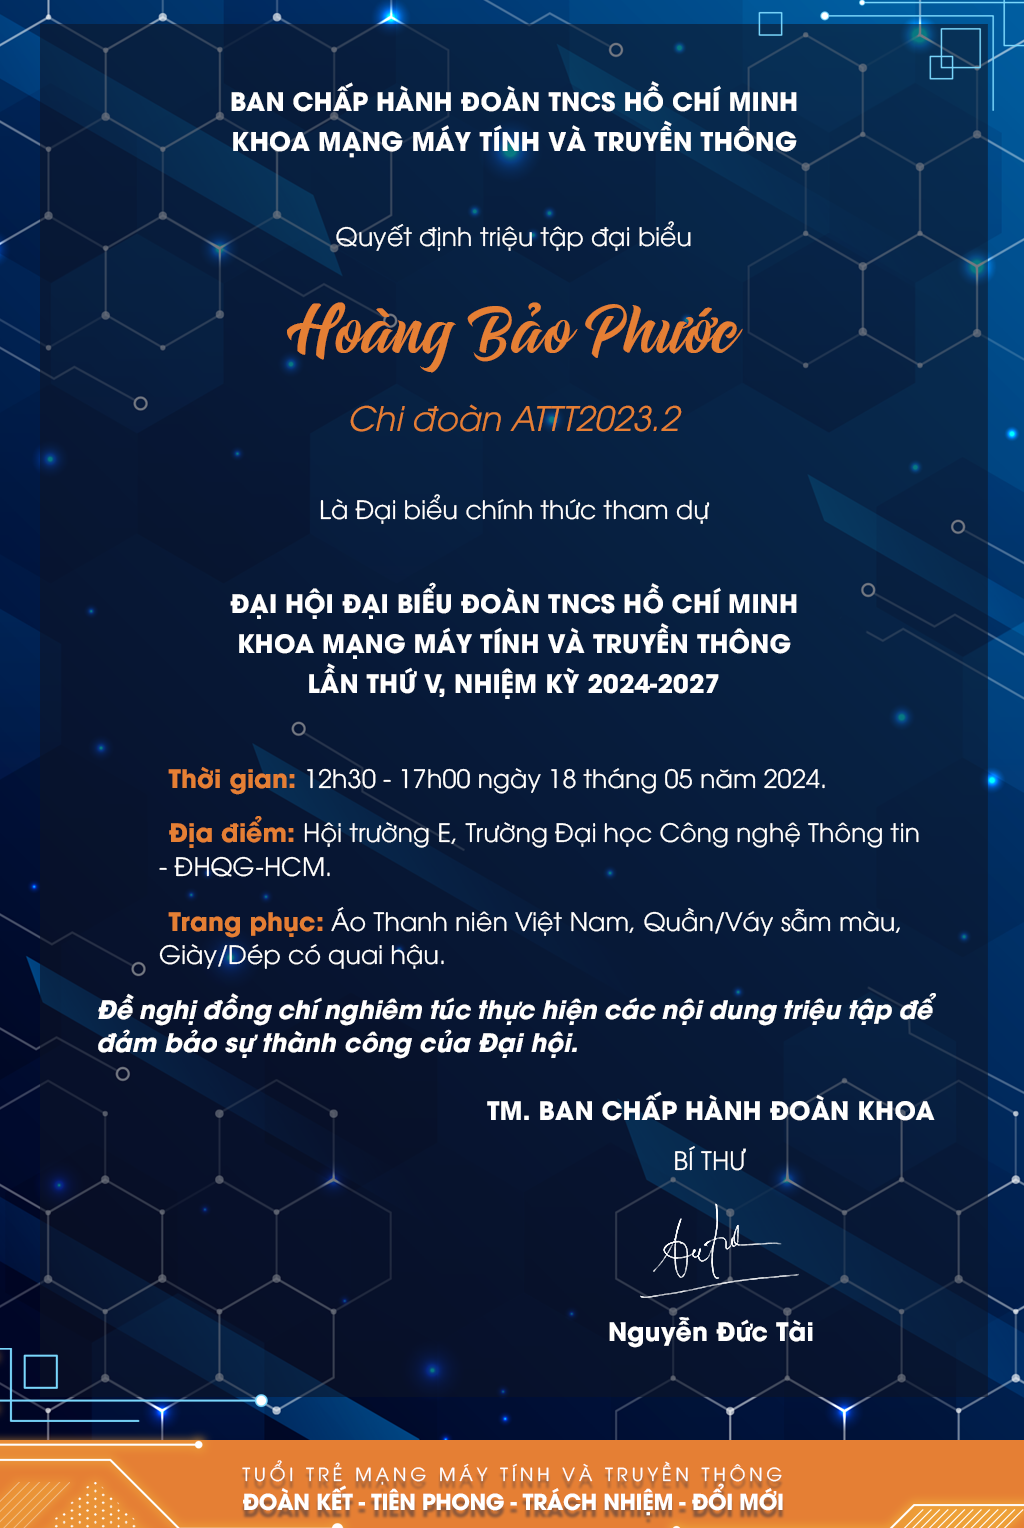 BAN CHẤP HÀNH ĐOÀN TNCS HỒ CHÍ MINH
KHOA MẠNG MÁY TÍNH VÀ TRUYỀN THÔNG
Quyết định triệu tập đại biểu
Hoàng Bảo Phước
Chi đoàn ATTT2023.2
Là Đại biểu chính thức tham dự
ĐẠI HỘI ĐẠI BIỂU ĐOÀN TNCS HỒ CHÍ MINH
KHOA MẠNG MÁY TÍNH VÀ TRUYỀN THÔNG
LẦN THỨ V, NHIỆM KỲ 2024-2027
Thời gian: 12h30 - 17h00 ngày 18 tháng 05 năm 2024.
Địa điểm: Hội trường E, Trường Đại học Công nghệ Thông tin
- ĐHQG-HCM.
Trang phục: Áo Thanh niên Việt Nam, Quần/Váy sẫm màu,
Giày/Dép có quai hậu.
Đề nghị đồng chí nghiêm túc thực hiện các nội dung triệu tập để
đảm bảo sự thành công của Đại hội.
TM. BAN CHẤP HÀNH ĐOÀN KHOA
BÍ THƯ
Nguyễn Đức Tài
TUỔI TRẺ MẠNG MÁY TÍNH VÀ TRUYỀN THÔNG
ĐOÀN KẾT - TIÊN PHONG - TRÁCH NHIỆM - ĐỔI MỚI